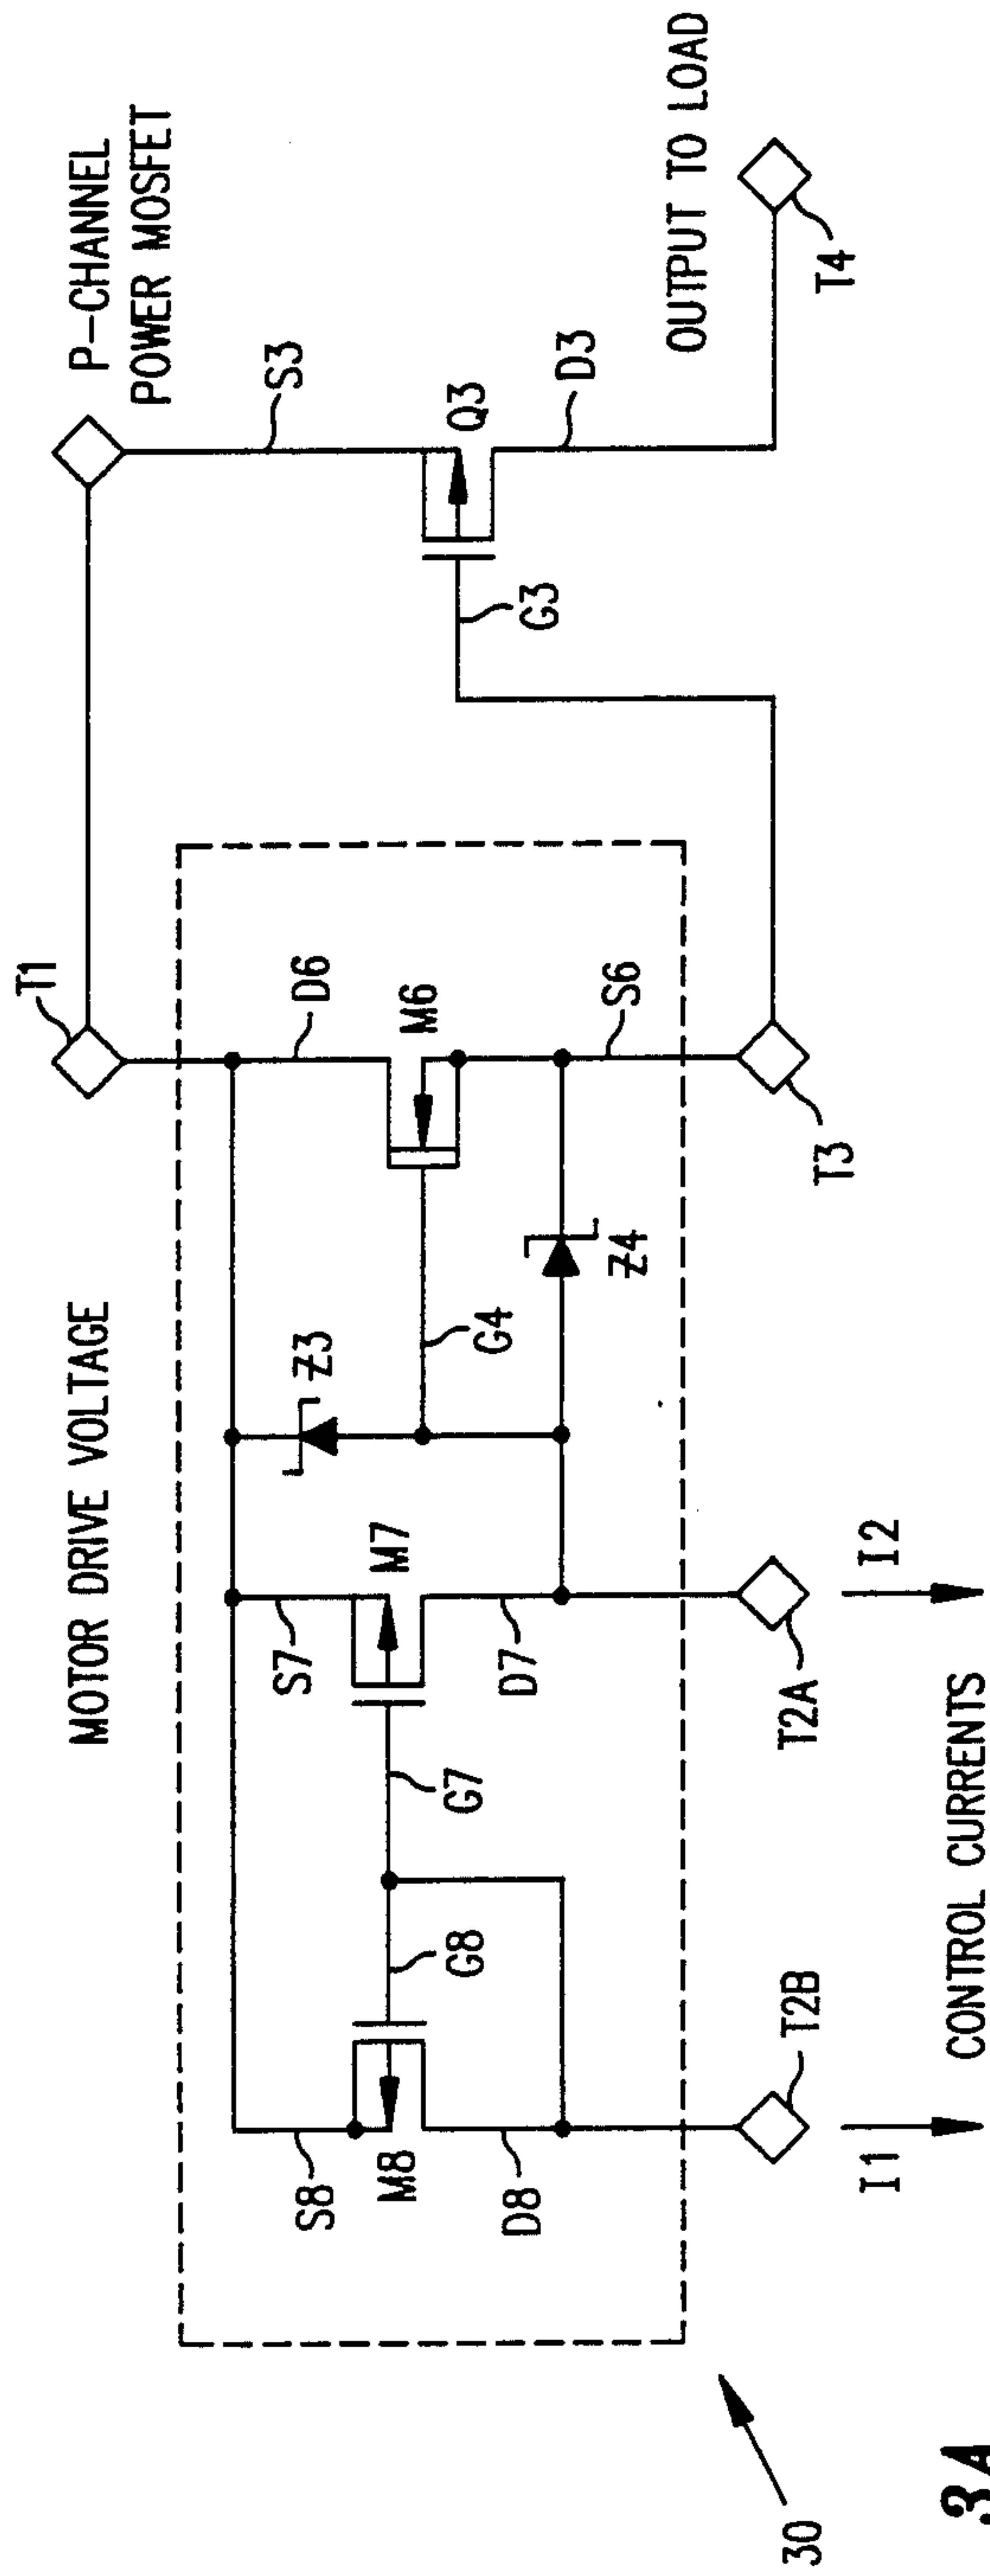 MOTOR DRIVE VOLTAGE
P-CHANNEL
POWER MOSFET
T1
S8
M8
D8
G8
G7
S7
M7
D7
Z3
G4
Z4
D6
M6
S6
S3
Q3
D3
G3
OUTPUT TO LOAD
T2B
T2A
T3
T4
I1
I2
CONTROL CURRENTS
30
.3A